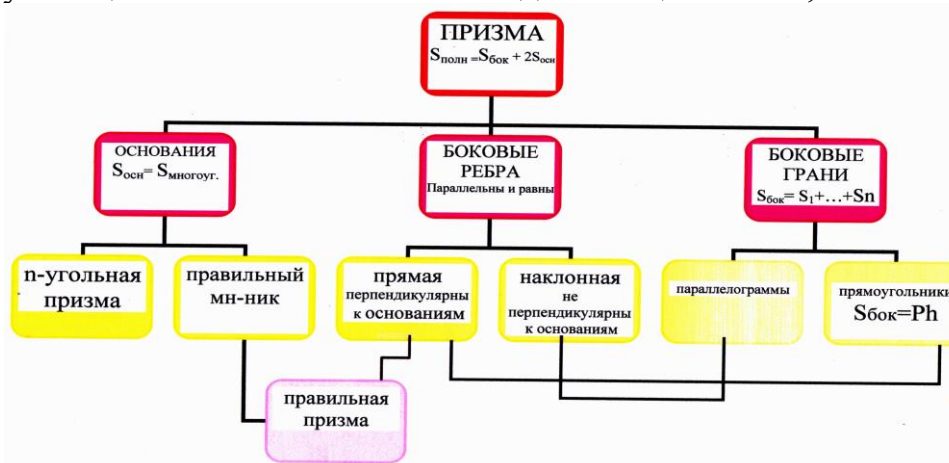 ПРИЗМА
Sполн =Sбок + 2Sосн
ОСНОВАНИЯ
Sосн= Sмногоуг.
БОКОВЫЕ
РЕБРА
Параллельны и равны
БОКОВЫЕ
ГРАНИ
Sбок= S1+…+Sn
n-угольная
призма
правильный
мн-ник
прямая
перпендикулярны
к основаниям
наклонная
не
перпендикулярны
к основаниям
параллелограммы
прямоугольники
Sбок=Ph
правильная
призма